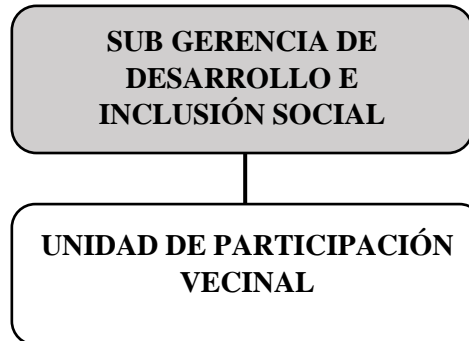 SUB GERENCIA DE
DESARROLLO E
INCLUSIÓN SOCIAL
UNIDAD DE PARTICIPACIÓN
VECINAL